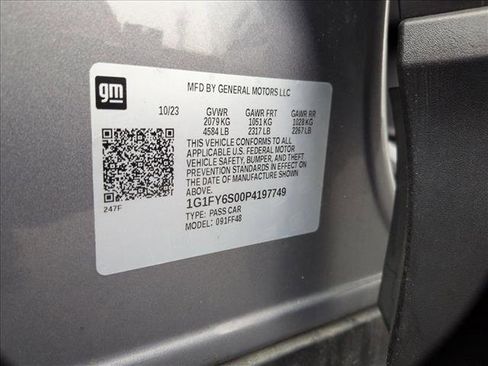 gm
MFD BY GENERAL MOTORS LLC
10/23 GVWR GAWR FRT GAWR RR
2079 KG 1051 KG 1028 KG
4584 LB 2317 LB 2267 LB
THIS VEHICLE CONFORMS TO ALL
APPLICABLE U.S. FEDERAL MOTOR
VEHICLE SAFETY, BUMPER, AND THEFT
PREVENTION STANDARDS IN EFFECT ON
THE DATE OF MANUFACTURE SHOWN
ABOVE.
1G1FY6S00P4197749
TYPE: PASS CAR
MODEL: 091FF48
247F